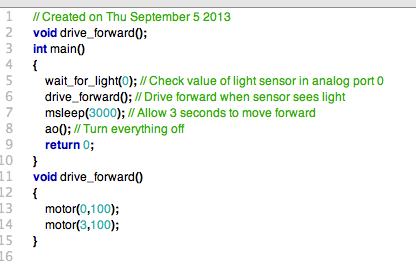 1 // Created on Thu September 5 2013
2 void drive_forward();
3 int main()
4 {
5 wait_for_light(0); // Check value of light sensor in analog port 0
6 drive_forward(); // Drive forward when sensor sees light
7 msleep(3000); // Allow 3 seconds to move forward
8 ao(); // Turn everything off
9 return 0;
10 }
11 void drive_forward()
12 {
13 motor(0,100);
14 motor(3,100);
15 }
16